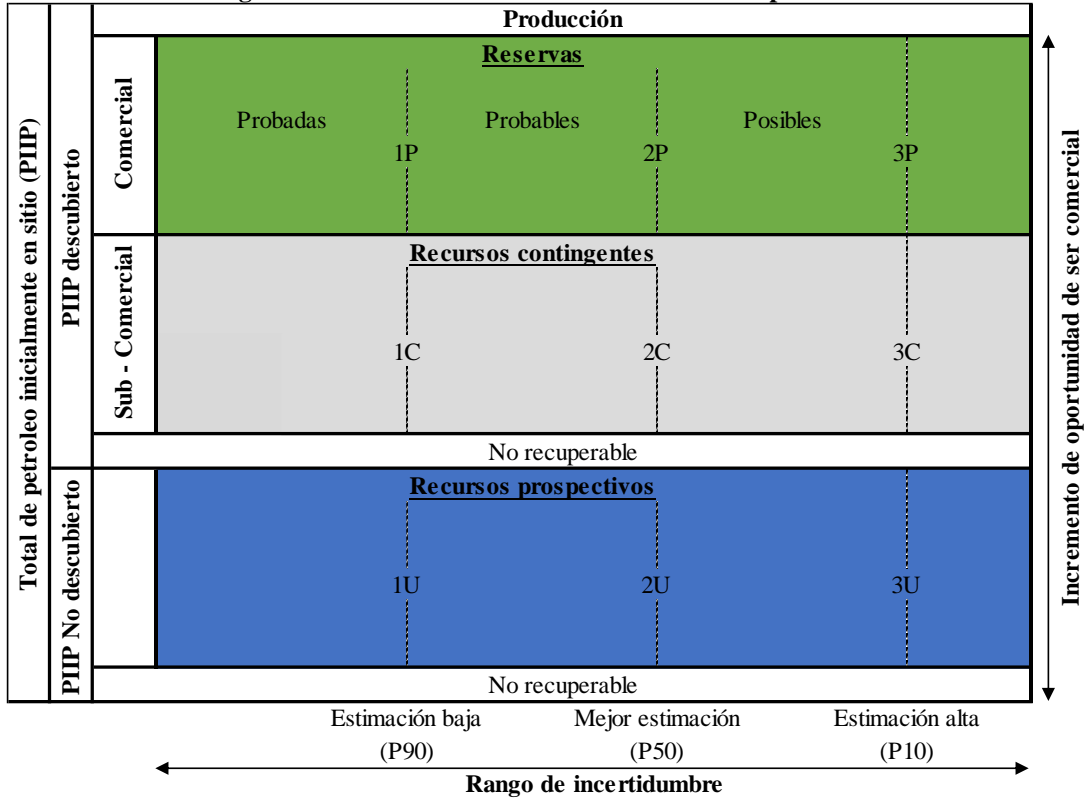 Producción
Total de petroleo inicialmente en sitio (PIIP)
PIIP descubierto
Comercial
Reservas
Probadas
Probables
Posibles
1P
2P
3P
Sub - Comercial
Recursos contingentes
1C
2C
3C
No recuperable
PIIP No descubierto
Recursos prospectivos
1U
2U
3U
No recuperable
Incremento de oportunidad de ser comercial
Estimación baja
(P90)
Mejor estimación
(P50)
Estimación alta
(P10)
Rango de incertidumbre